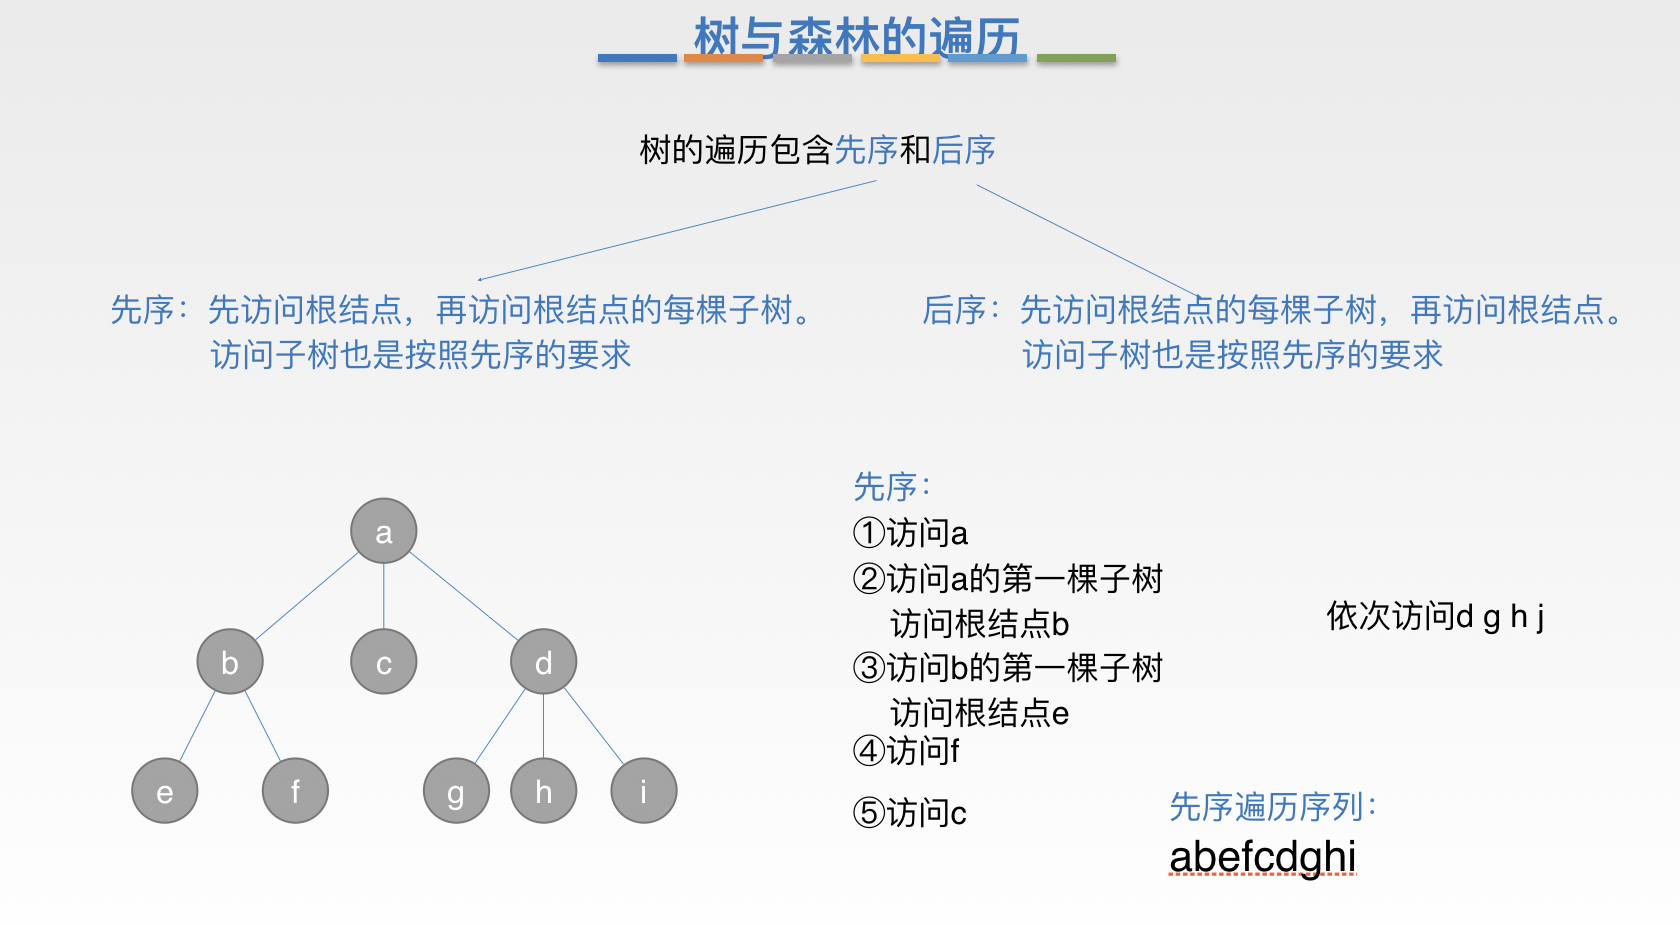 树与森林的遍历
树的遍历包含先序和后序
先序：先访问根结点，再访问根结点的每棵子树。
访问子树也是按照先序的要求
后序：先访问根结点的每棵子树，再访问根结点。
访问子树也是按照先序的要求
a
b
c
d
e
f
g
h
i
先序：
①访问a
②访问a的第一棵子树
访问根结点b
③访问b的第一棵子树
访问根结点e
④访问f
⑤访问c
依次访问d g h j
先序遍历序列：
abefcdghi